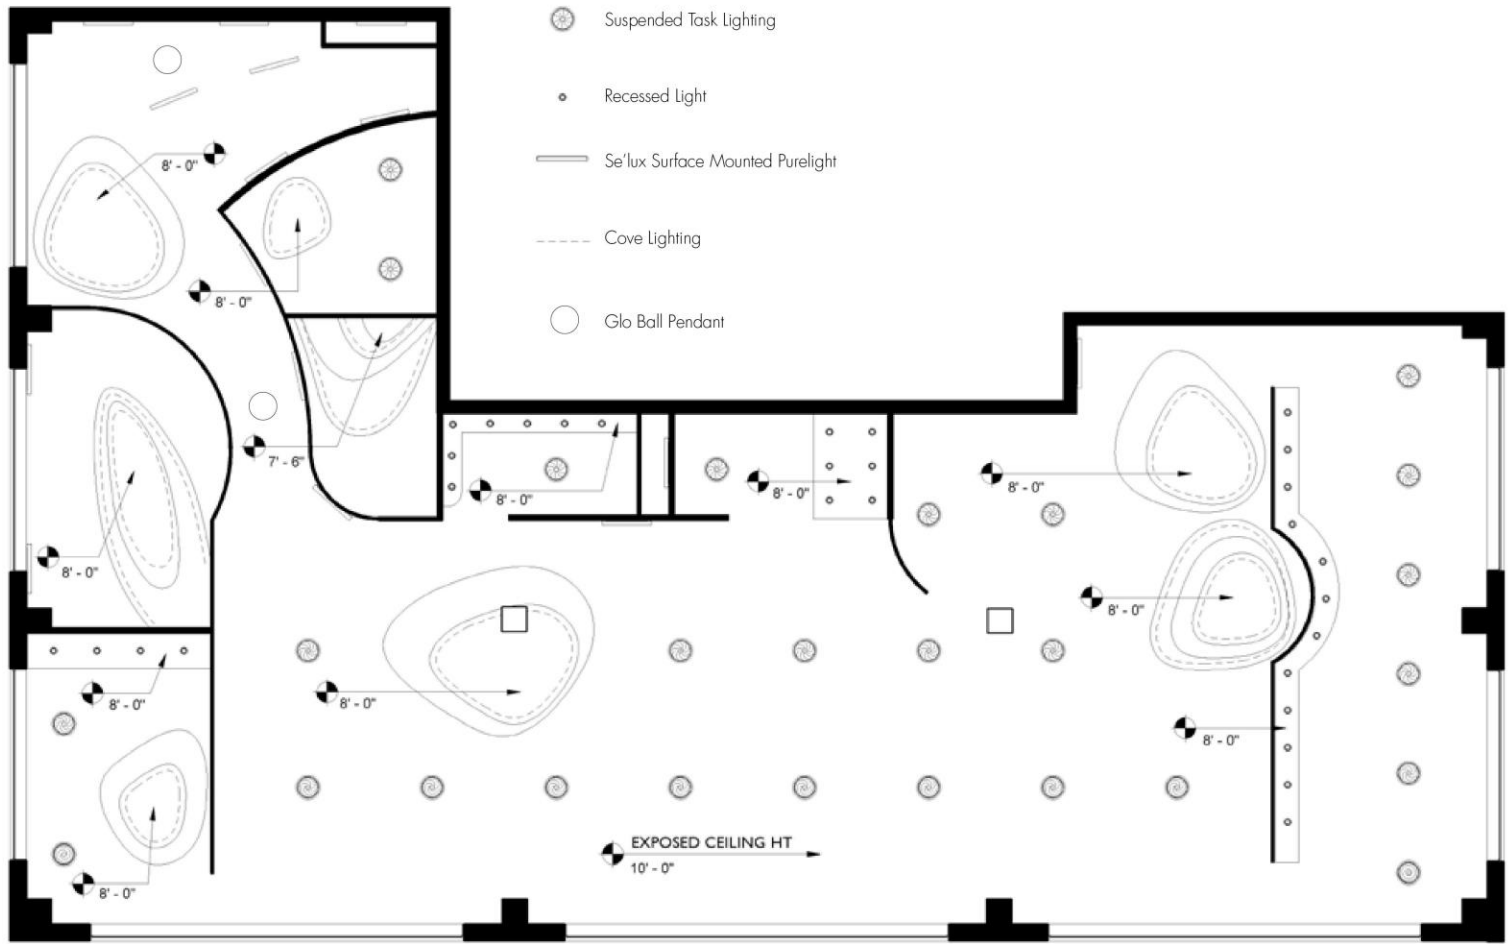 Suspended Task Lighting
Recessed Light
Se'lux Surface Mounted Purelight
Cove Lighting
Glo Ball Pendant
8' - 0"
8' - 0"
7' - 6"
8' - 0"
8' - 0"
8' - 0"
8' - 0"
8' - 0"
8' - 0"
8' - 0"
8' - 0"
8' - 0"
EXPOSED CEILING HT
10' - 0"
8' - 0"